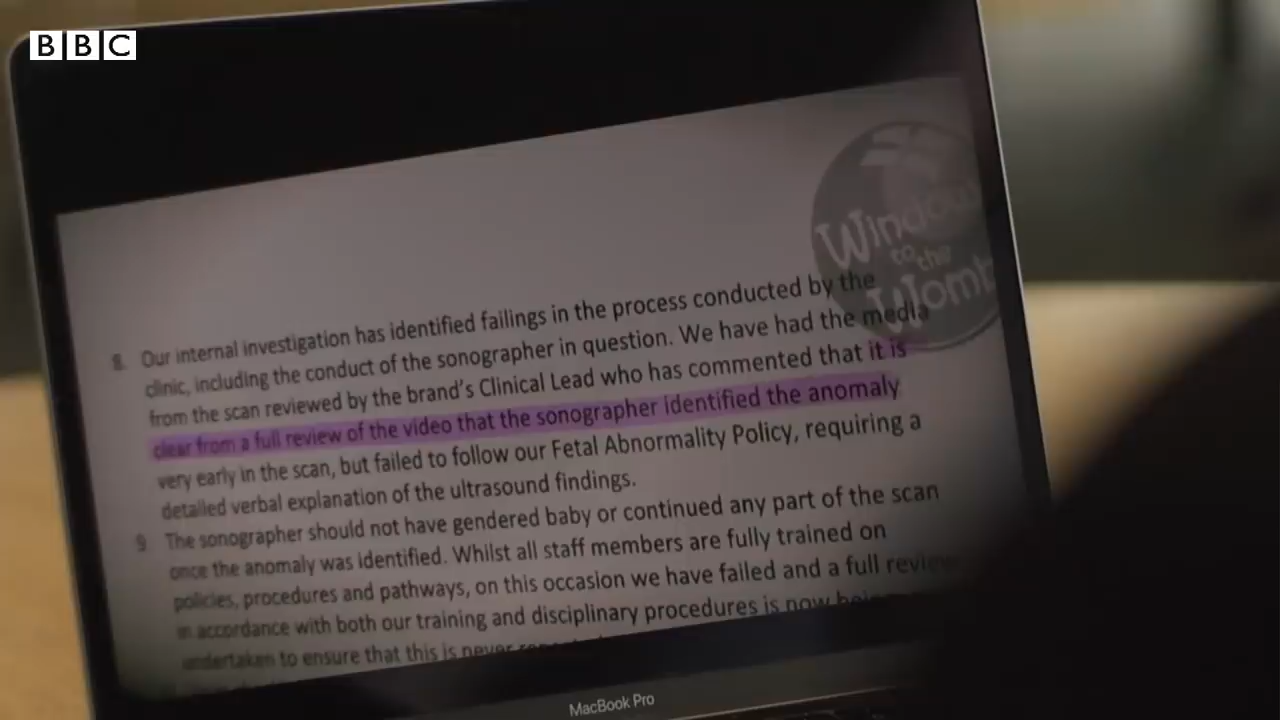 BBC
Window
to the
Womb
8. Our internal investigation has identified failings in the process conducted by the
clinic, including the conduct of the sonographer in question. We have had the media
from the scan reviewed by the brand's Clinical Lead who has commented that it is
clear from a full review of the video that the sonographer identified the anomaly
very early in the scan, but failed to follow our Fetal Abnormality Policy, requiring a
detailed verbal explanation of the ultrasound findings.
9 The sonographer should not have gendered baby or continued any part of the scan
once the anomaly was identified. Whilst all staff members are fully trained on
policies, procedures and pathways, on this occasion we have failed and a full review
in accordance with both our training and disciplinary procedures is now being
undertaken to ensure that this is never
MacBook Pro